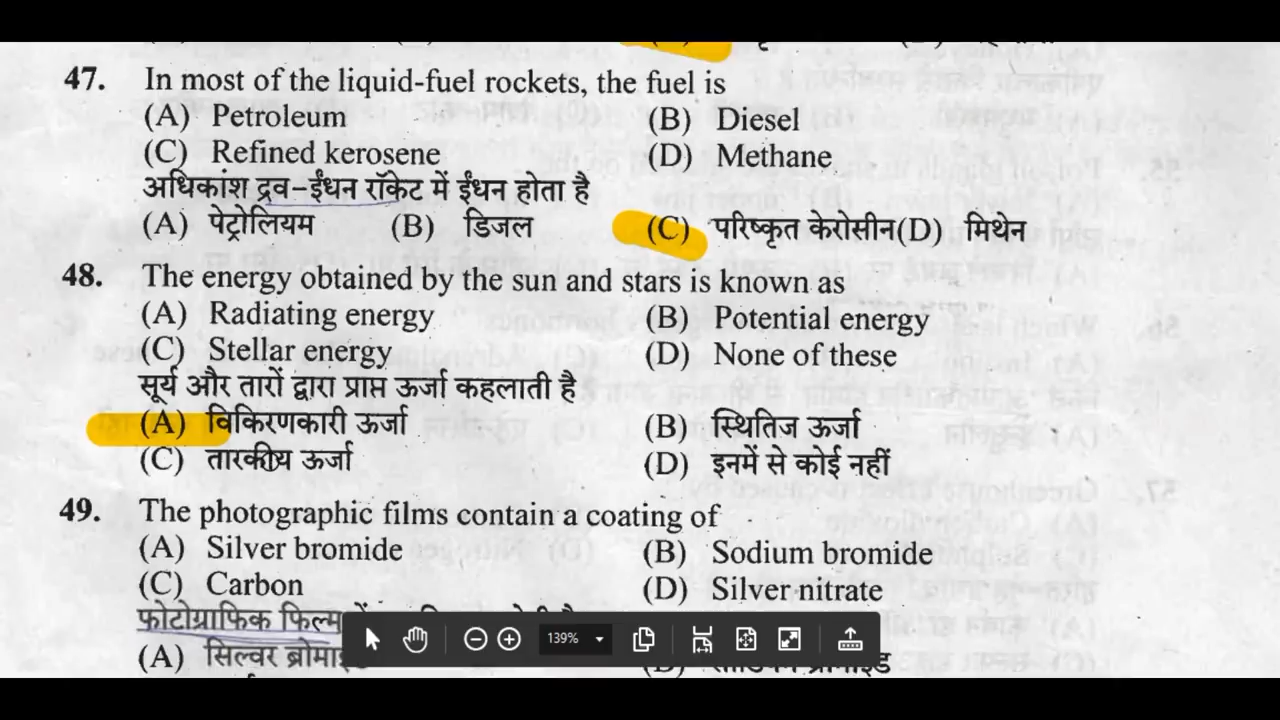 47. In most of the liquid-fuel rockets, the fuel is
(A) Petroleum (B) Diesel
(C) Refined kerosene (D) Methane
अधिकांश द्रव-ईंधन रॉकेट में ईंधन होता है
(A) पेट्रोलियम (B) डिजल (C) परिष्कृत केरोसीन(D) मिथेन
48. The energy obtained by the sun and stars is known as
(A) Radiating energy (B) Potential energy
(C) Stellar energy (D) None of these
सूर्य और तारों द्वारा प्राप्त ऊर्जा कहलाती है
(A) विकिरणकारी ऊर्जा (B) स्थितिज ऊर्जा
(C) तारकीय ऊर्जा (D) इनमें से कोई नहीं
49. The photographic films contain a coating of
(A) Silver bromide (B) Sodium bromide
(C) Carbon (D) Silver nitrate
फोटोग्राफिक फिल्म
139%
(A) सिल्वर